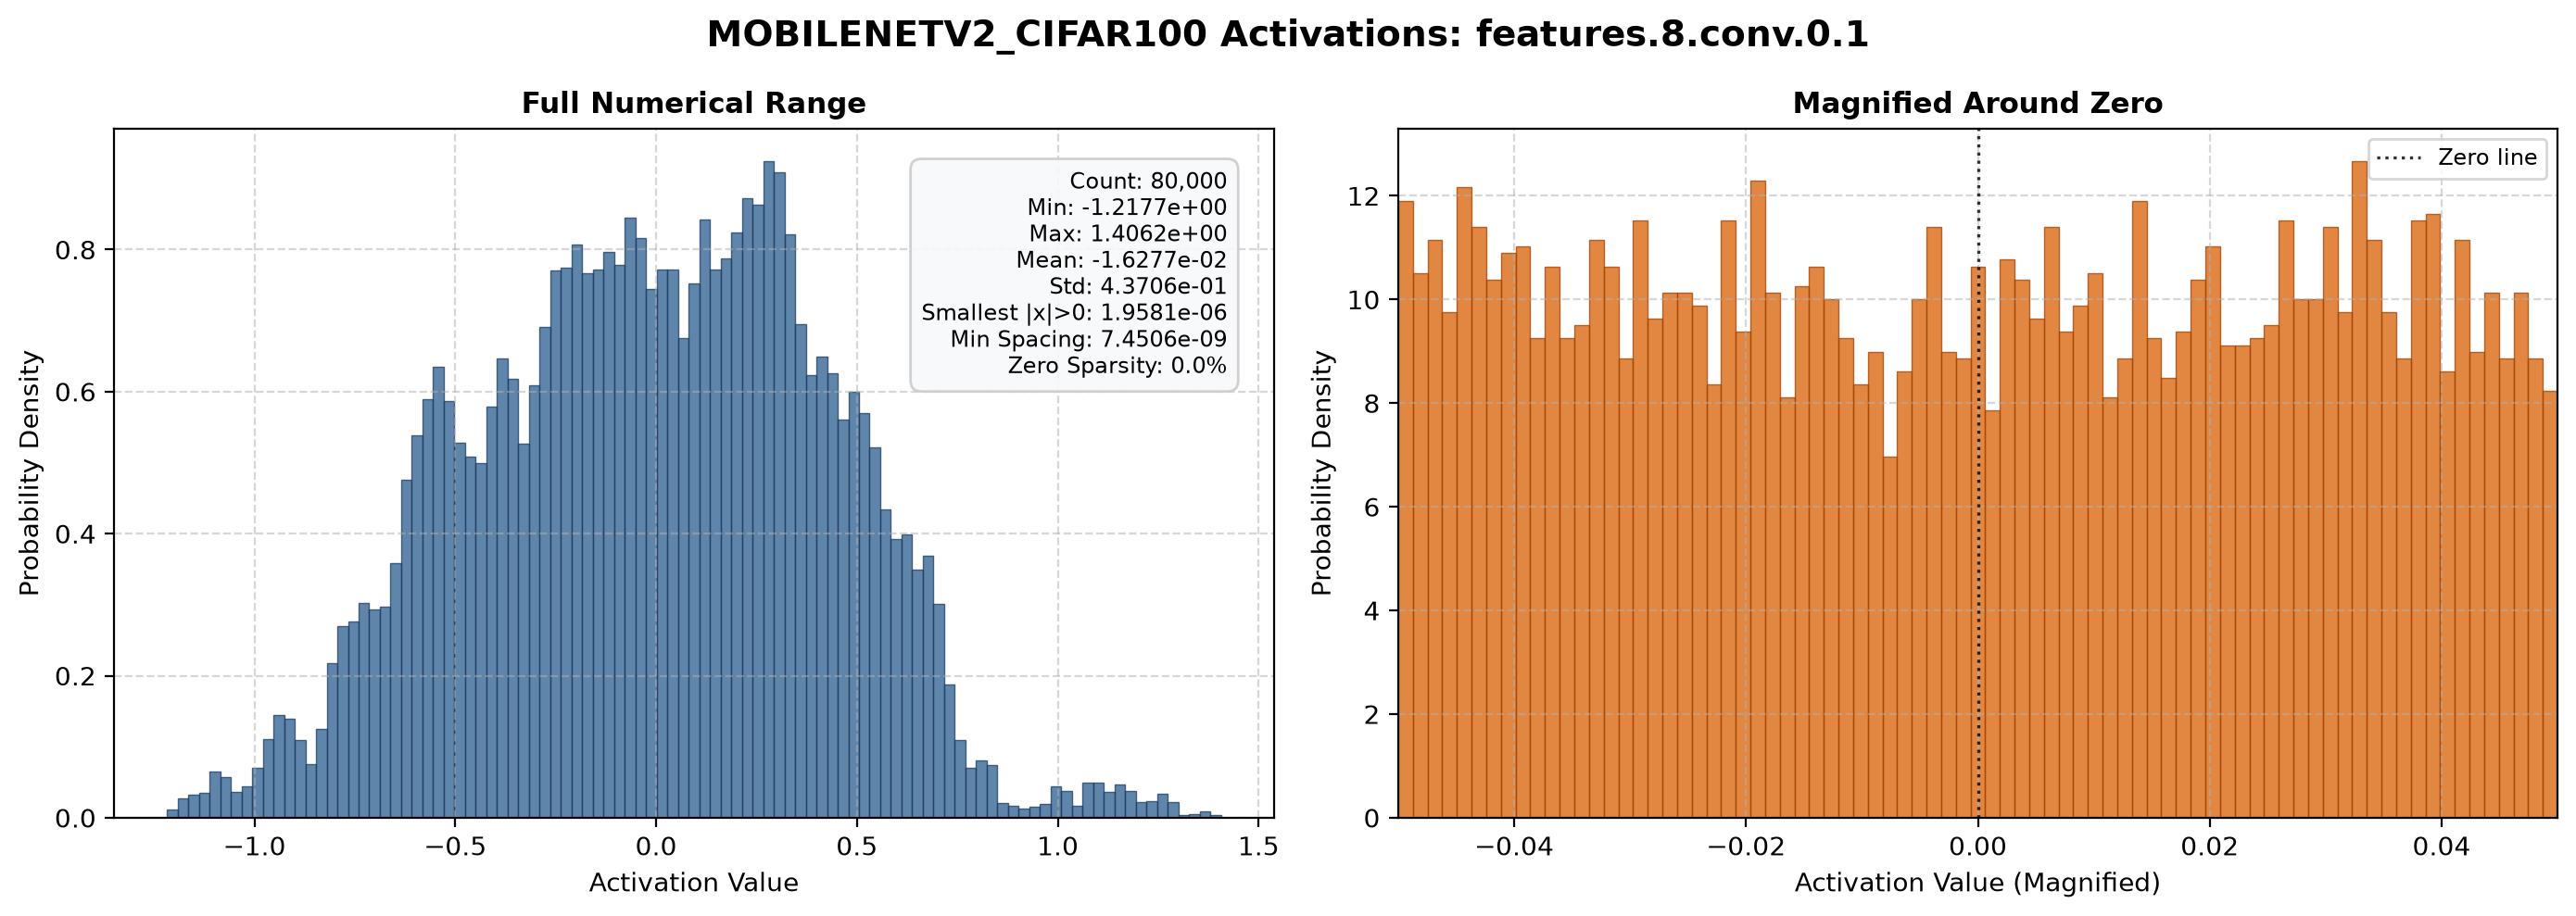 MOBILENETV2_CIFAR100 Activations: features.8.conv.0.1
Full Numerical Range
Probability Density
0.8
0.6
0.4
0.2
0.0
−1.0
−0.5
0.0
0.5
1.0
1.5
Activation Value
Count: 80,000
Min: -1.2177e+00
Max: 1.4062e+00
Mean: -1.6277e-02
Std: 4.3706e-01
Smallest |x|>0: 1.9581e-06
Min Spacing: 7.4506e-09
Zero Sparsity: 0.0%
Magnified Around Zero
Probability Density
12
10
8
6
4
2
0
−0.04
−0.02
0.00
0.02
0.04
Activation Value (Magnified)
Zero line